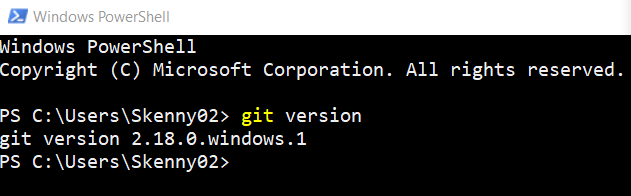 Windows PowerShell
Windows PowerShell
Copyright (C) Microsoft Corporation. All rights reserved.
PS C:\Users\Skenny02> git version
git version 2.18.0.windows.1
PS C:\Users\Skenny02>